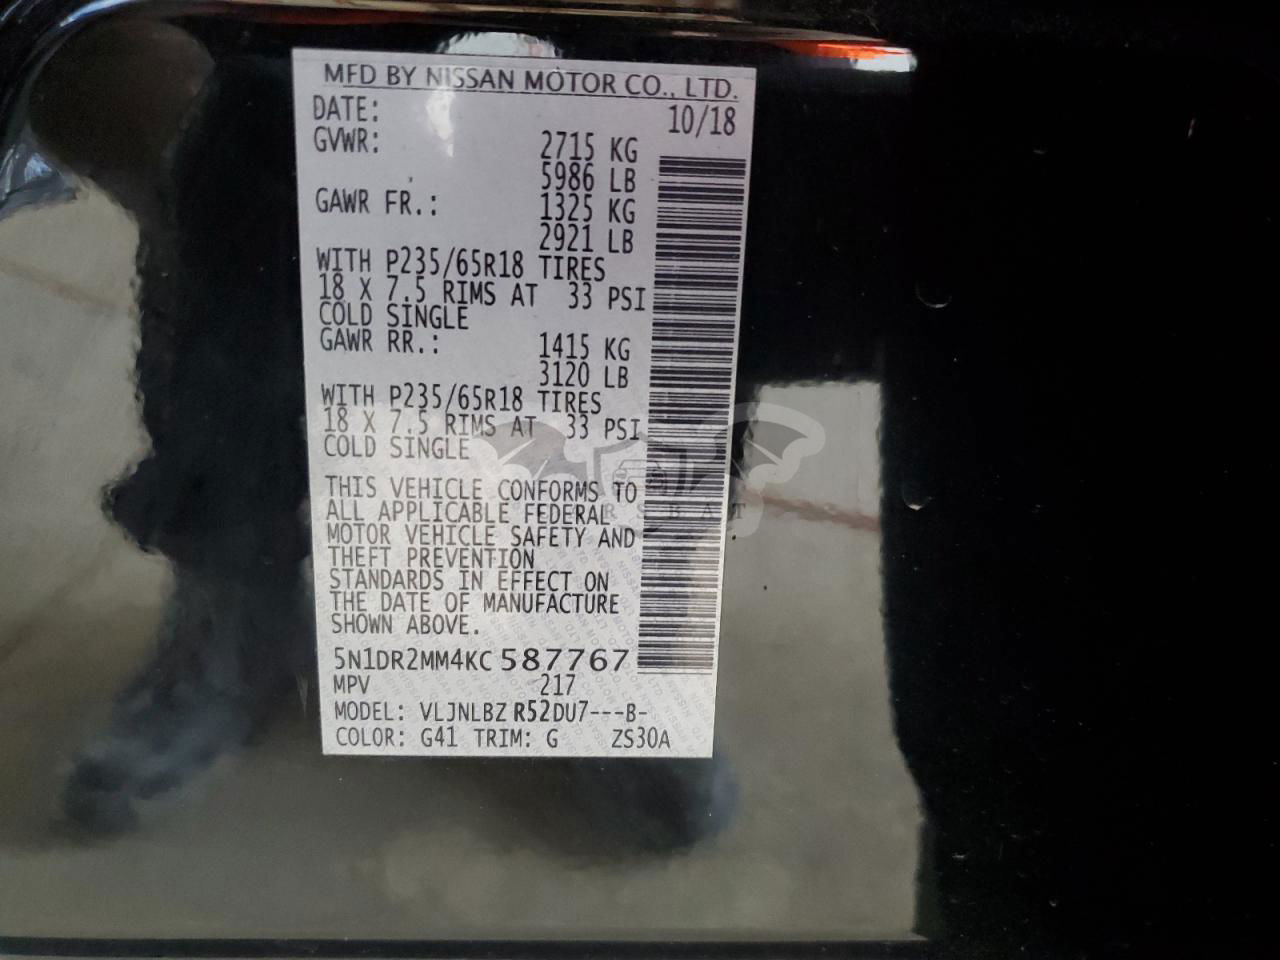 MFD BY NISSAN MOTOR CO., LTD.
DATE: 10/18
GVWR: 2715 KG
5986 LB
GAWR FR.: 1325 KG
2921 LB
WITH P235/65R18 TIRES
18 X 7.5 RIMS AT 33 PSI
COLD SINGLE
GAWR RR.: 1415 KG
3120 LB
WITH P235/65R18 TIRES
18 X 7.5 RIMS AT 33 PSI
COLD SINGLE
THIS VEHICLE CONFORMS TO
ALL APPLICABLE FEDERAL
MOTOR VEHICLE SAFETY AND
THEFT PREVENTION
STANDARDS IN EFFECT ON
THE DATE OF MANUFACTURE
SHOWN ABOVE.
5N1DR2MM4KC587767
MPV 217
MODEL: VLJNLBZ R52DU7---B-
COLOR: G41 TRIM: G ZS30A